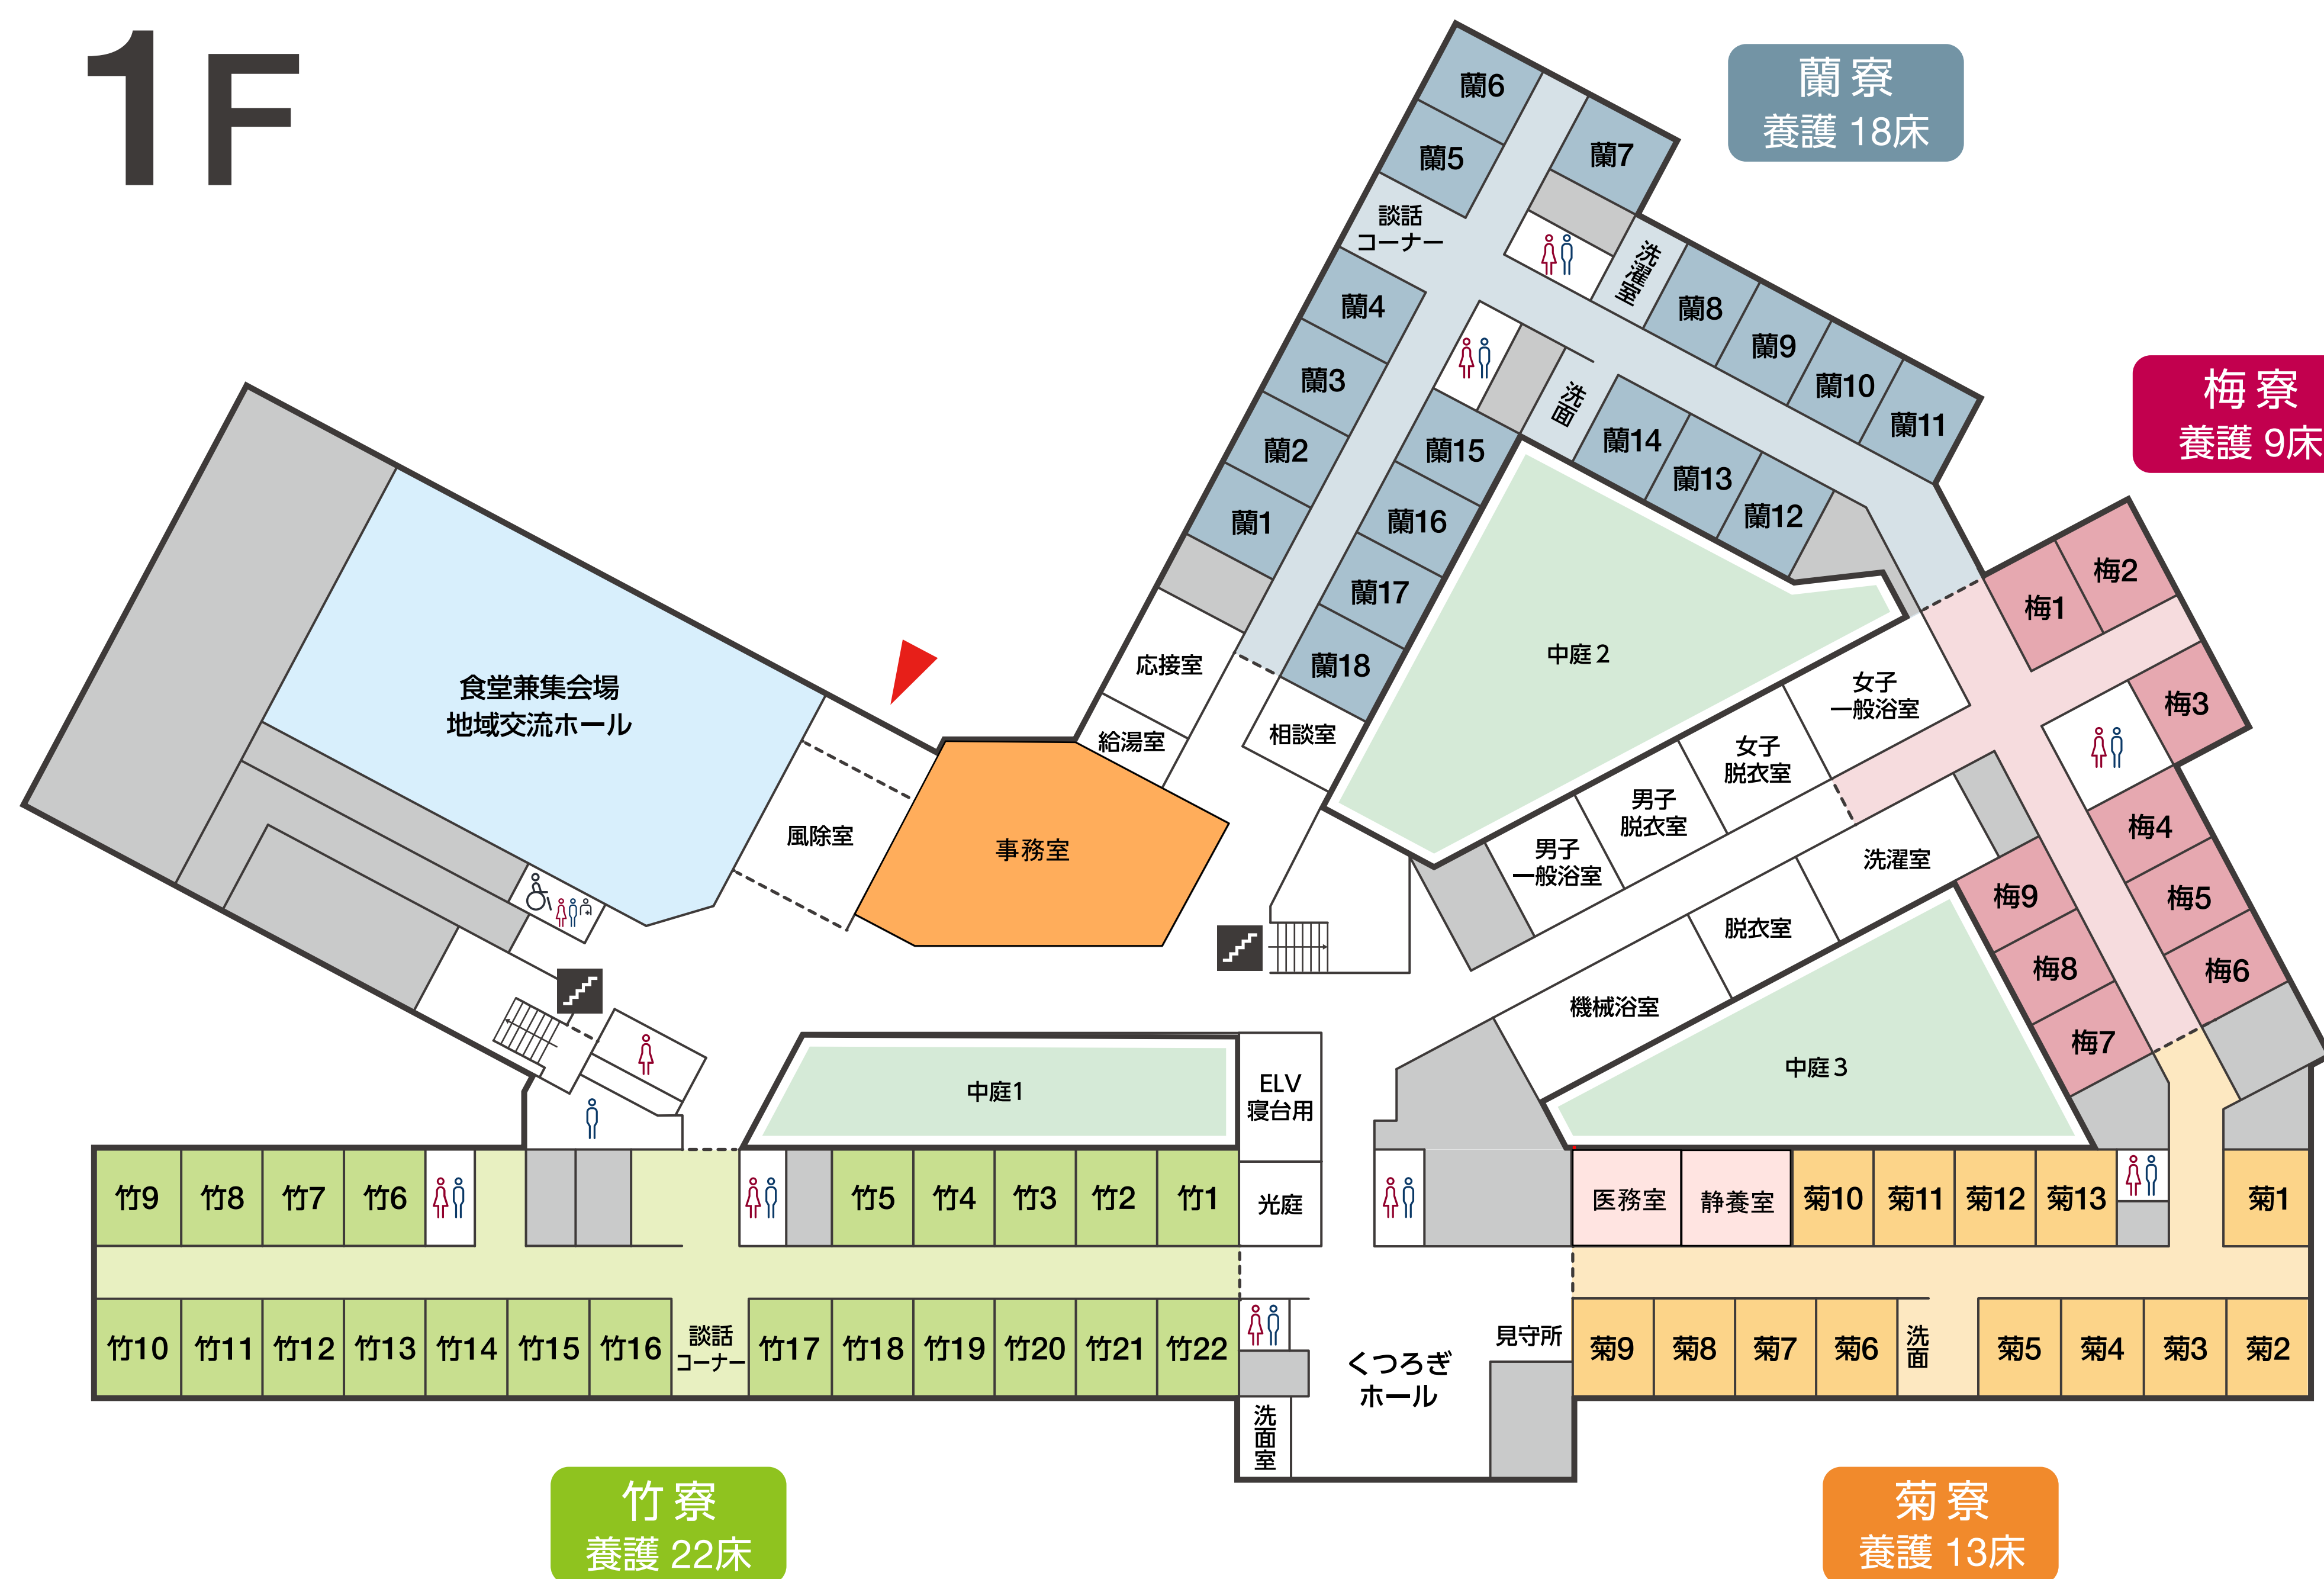 1F
蘭寮
養護 18床
梅寮
養護 9床
蘭6
蘭5
蘭7
談話
コーナー
洗濯室
蘭4
蘭3
蘭2
蘭1
蘭8
蘭9
蘭10
蘭11
洗面
蘭14
蘭13
蘭12
蘭15
蘭16
蘭17
蘭18
応接室
給湯室
相談室
中庭2
梅1
梅2
梅3
梅4
梅5
梅6
梅9
梅8
梅7
女子
一般浴室
女子
脱衣室
男子
脱衣室
男子
一般浴室
洗濯室
脱衣室
機械浴室
中庭3
食堂兼集会場
地域交流ホール
風除室
事務室
中庭1
ELV
寝台用
光庭
竹9
竹8
竹7
竹6
竹5
竹4
竹3
竹2
竹1
医務室
静養室
菊10
菊11
菊12
菊13
菊1
竹10
竹11
竹12
竹13
竹14
竹15
竹16
談話
コーナー
竹17
竹18
竹19
竹20
竹21
竹22
洗面室
くつろぎ
ホール
見守所
菊9
菊8
菊7
菊6
洗面
菊5
菊4
菊3
菊2
竹寮
養護 22床
菊寮
養護 13床